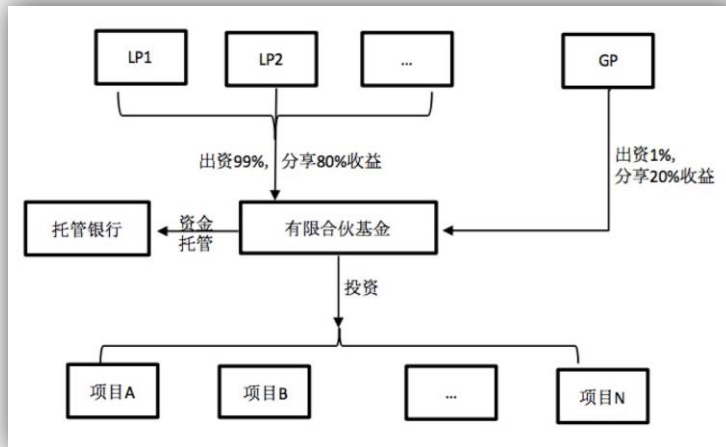 LP1
LP2
...
GP
出资99%, 分享80%收益
出资1%,
分享20%收益
托管银行
资金
托管
有限合伙基金
投资
项目A
项目B
...
项目N